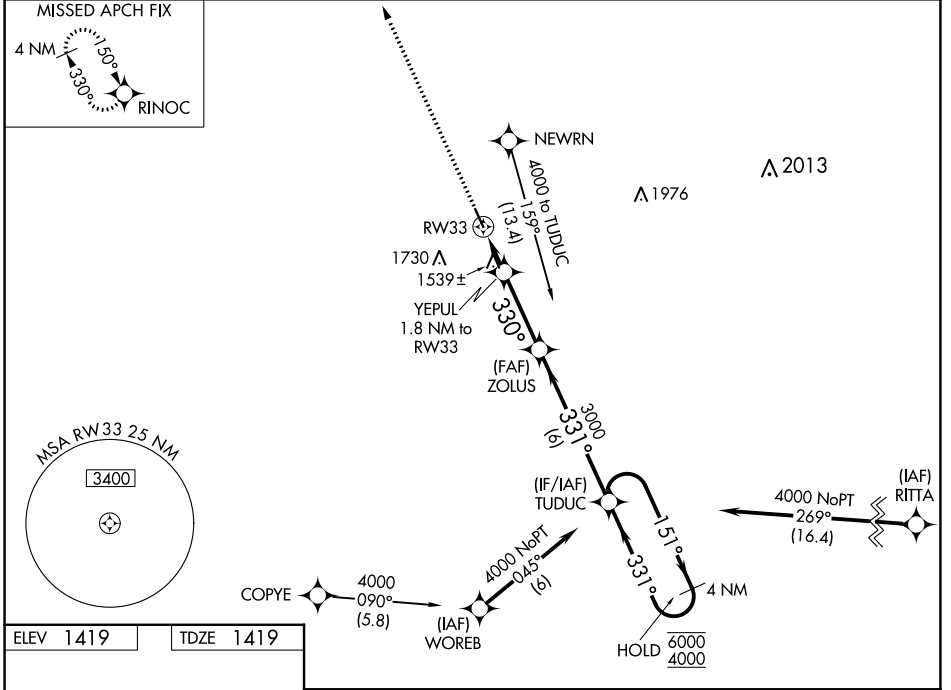 MISSED APCH FIX
4 NM
150°
330°
RINOC
NEWRN
4000 to TUDUC
159°
(13.4)
2013
1976
RW33
1730
1539±
YEPUL
1.8 NM to
RW33
330°
(FAF)
ZOLUS
3000
331°
(6)
MSA RW33 25 NM
3400
(IF/IAF)
TUDUC
(IAF)
RITTA
4000 NoPT
269°
(16.4)
151°
331°
4 NM
HOLD
6000
4000
4000 NoPT
045°
(6)
COPYE
4000
090°
(5.8)
(IAF)
WOREB
ELEV 1419
TDZE 1419